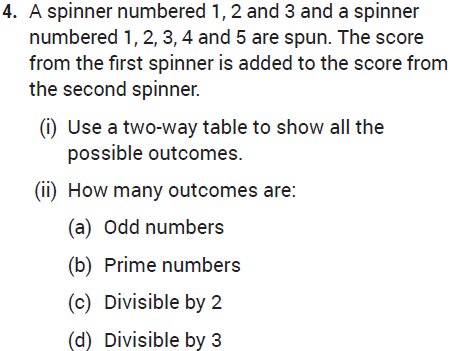 4. A spinner numbered 1, 2 and 3 and a spinner
numbered 1, 2, 3, 4 and 5 are spun. The score
from the first spinner is added to the score from
the second spinner.
(i) Use a two-way table to show all the
possible outcomes.
(ii) How many outcomes are:
(a) Odd numbers
(b) Prime numbers
(c) Divisible by 2
(d) Divisible by 3